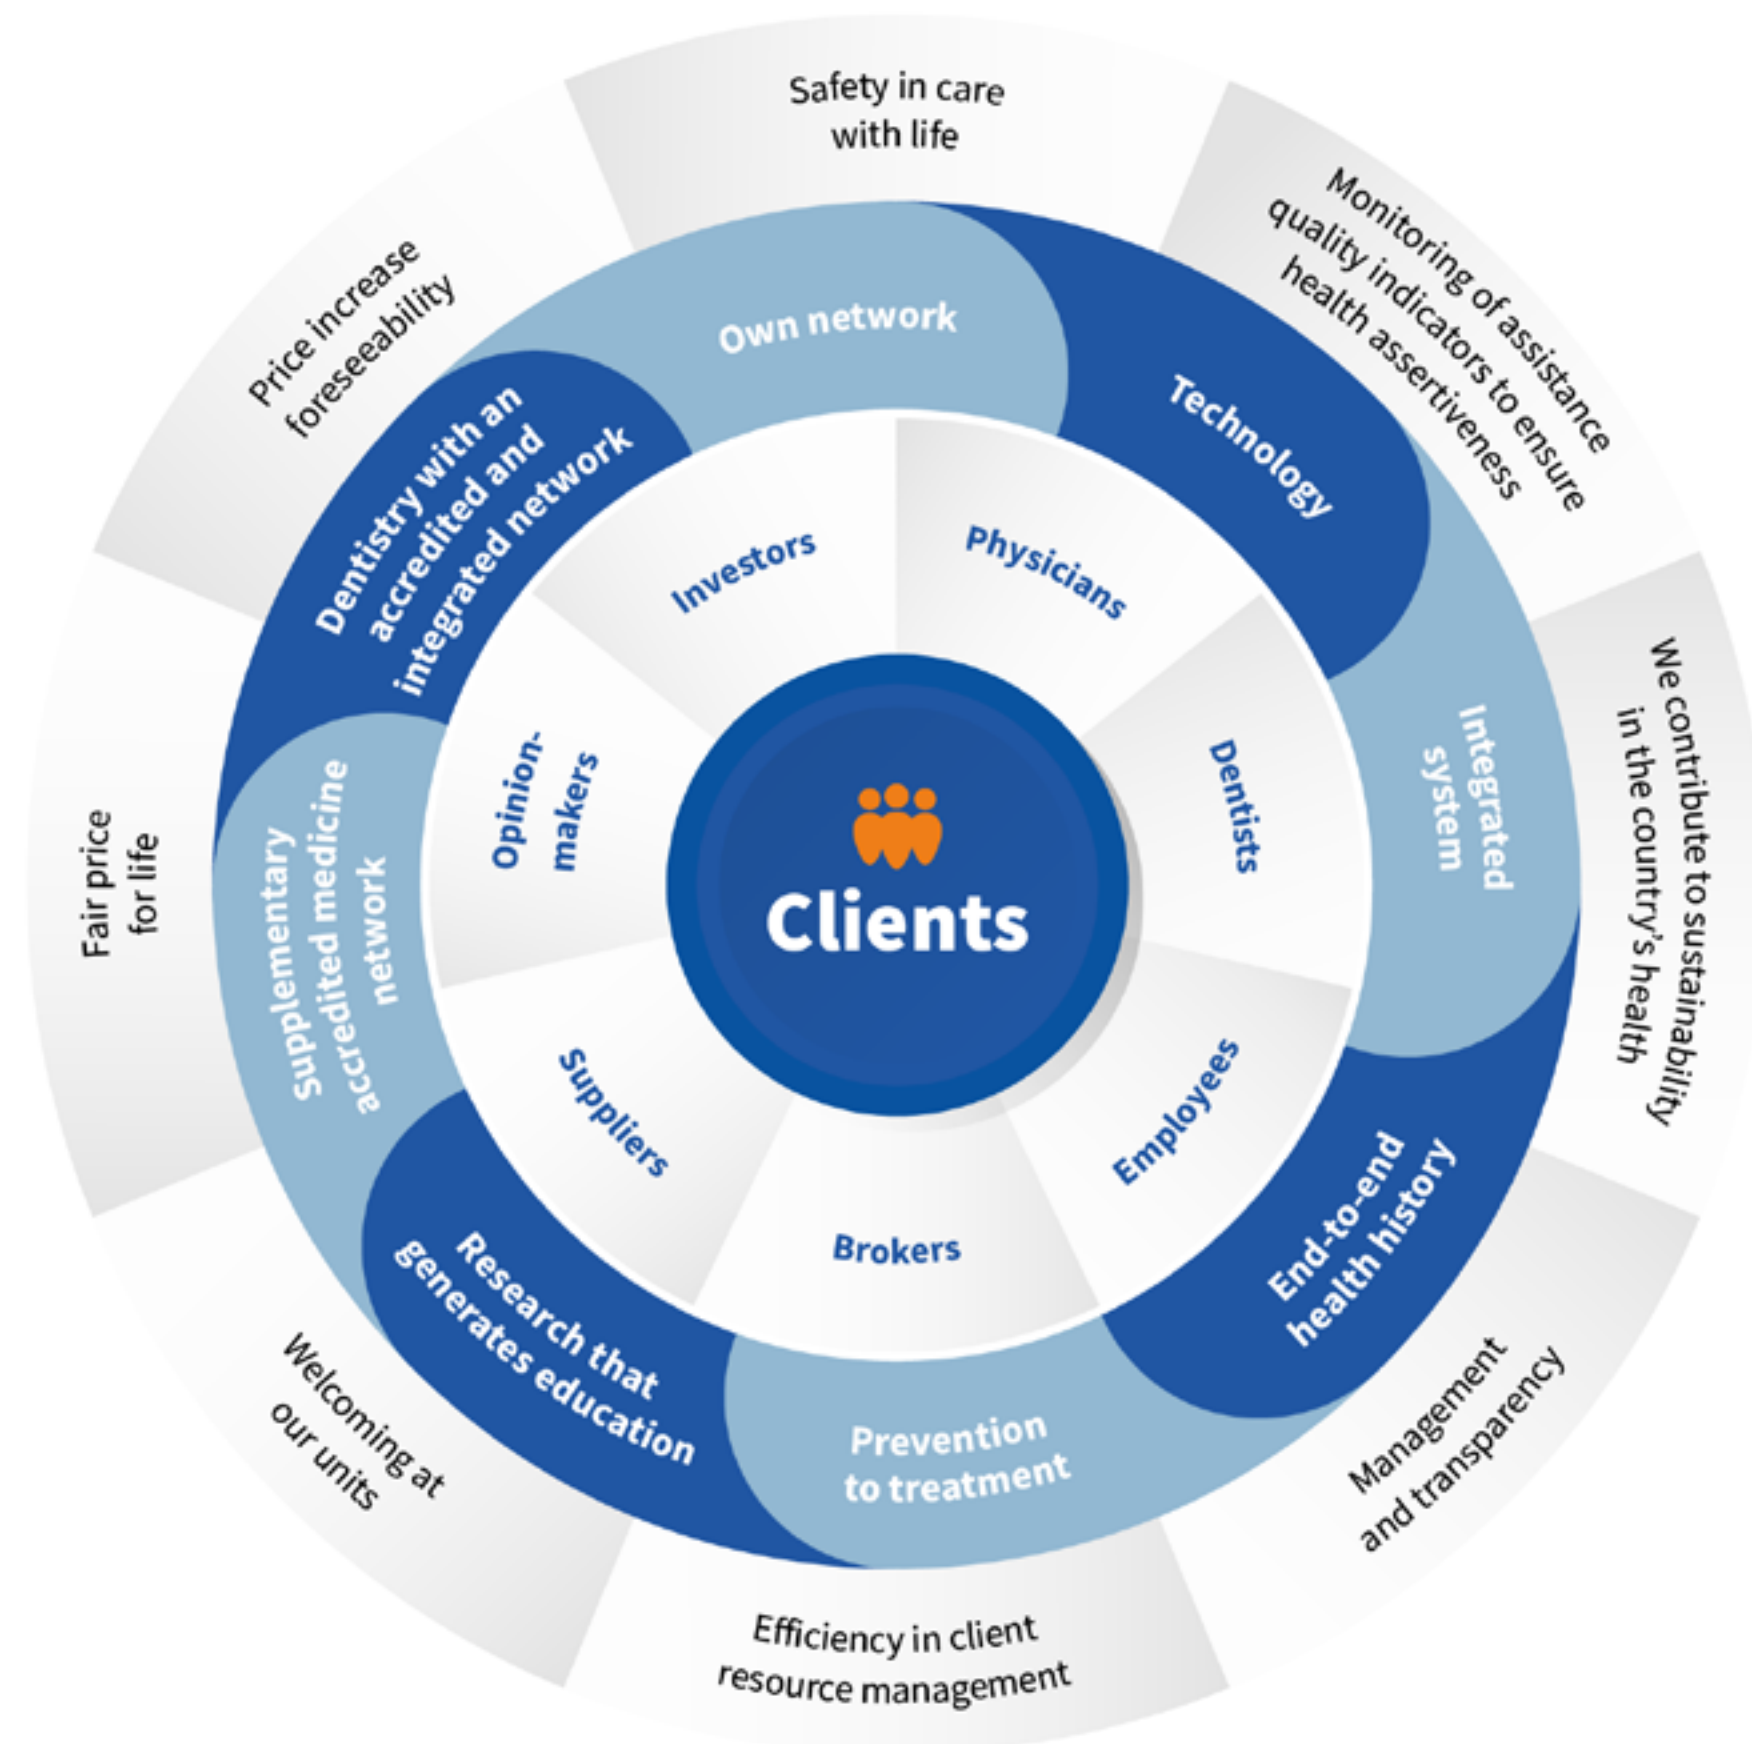 Safety in care
with life
Monitoring of assistance
quality indicators to ensure
health assertiveness
We contribute to sustainability
in the country's health
Management
and transparency
Efficiency in client
resource management
Welcoming at
our units
Fair price
for life
Price increase
foreseeability
Own network
Technology
Integrated
system
End-to-end
health history
Prevention
to treatment
Research that
generates education
Supplementary
accredited medicine
network
Dentistry with an
accredited and
integrated network
Physicians
Dentists
Employees
Brokers
Suppliers
Opinion-
makers
Investors
Clients